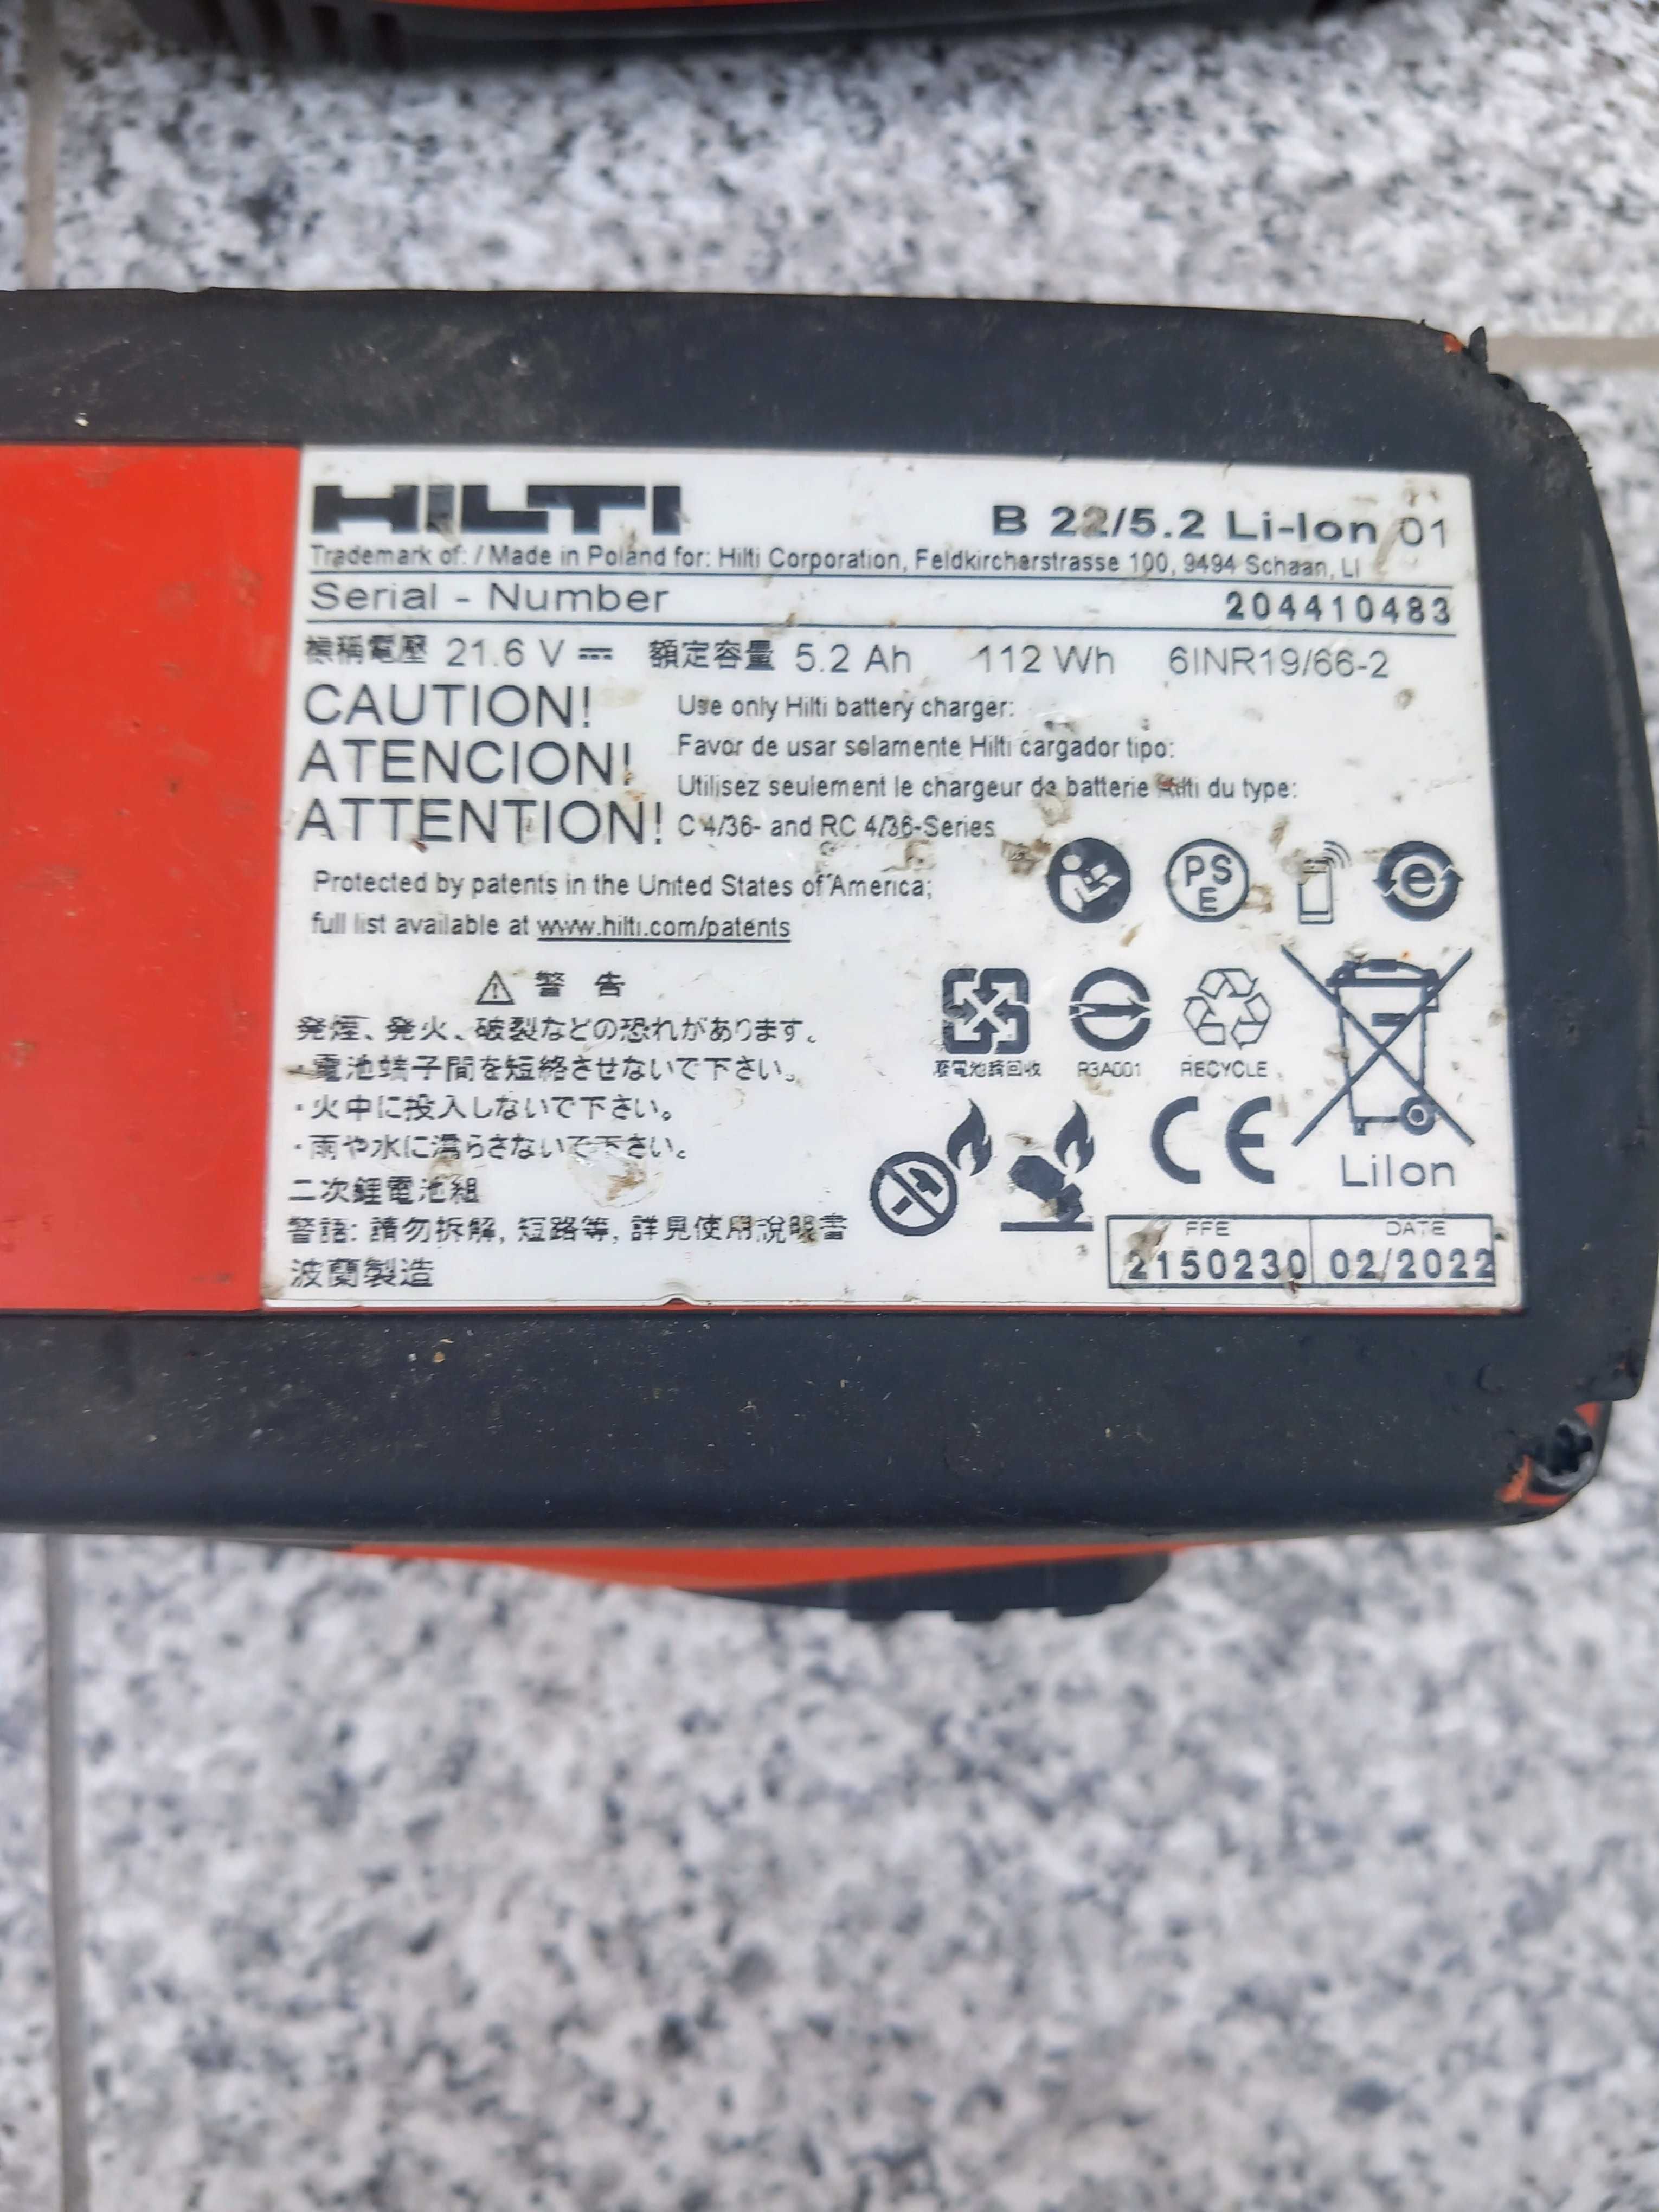 HILTI
B 22/5.2 Li-Ion 01
Trademark of: / Made in Poland for: Hilti Corporation, Feldkircherstrasse 100, 9494 Schaan, LI
Serial - Number 204410483
標稱電壓 21.6 V 額定容量 5.2 Ah 112 Wh 6INR19/66-2
CAUTION!
ATENCION!
ATTENTION!
Use only Hilti battery charger:
Favor de usar solamente Hilti cargador tipo:
Utilisez seulement le chargeur de batterie Hilti du type:
C 4/36- and RC 4/36-Series
Protected by patents in the United States of America;
full list available at www.hilti.com/patents
PS
E
e
⚠ 警 告
発煙、発火、破裂などの恐れがあります。
・電池端子間を短絡させないで下さい。
・火中に投入しないで下さい。
・雨や水に濡らさないで下さい。
二次鋰電池組
警語: 請勿拆解, 短路等, 詳見使用說明書
波蘭製造
廢電池請回收
R3A001
RECYCLE
CE
LiIon
FFE DATE
2150230 02/2022